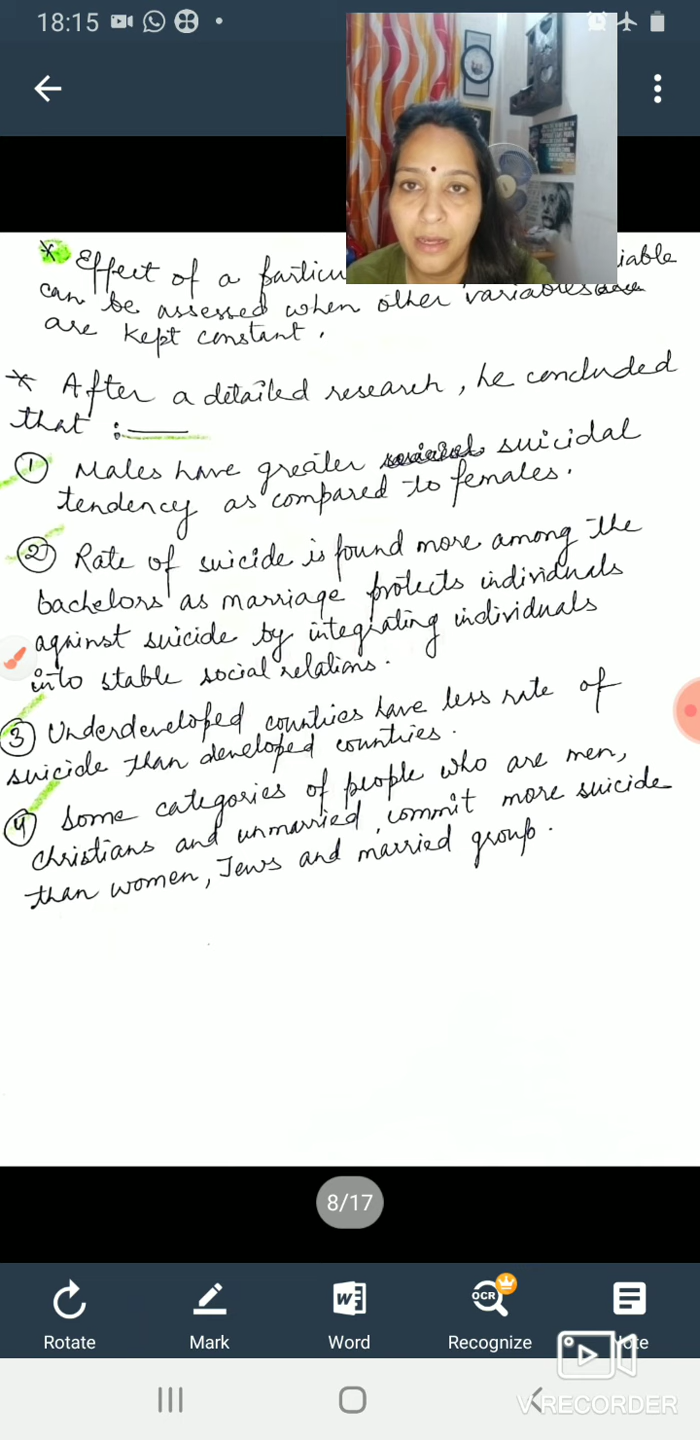 18:15
* Effect of a particu iable
can be assessed when other variables
are kept constant.
* After a detailed research, he concluded
that :—
① Males have greater suicidal
tendency as compared to females.
② Rate of suicide is found more among the
bachelors as marriage protects individuals
against suicide by integrating individuals
into stable social relations.
③ Underdeveloped countries have less rate of
suicide than developed countries.
④ Some categories of people who are men,
Christians and unmarried, commit more suicide
than women, Jews and married group.
8/17
W
OCR
Rotate Mark Word Recognize ote
V RECORDER